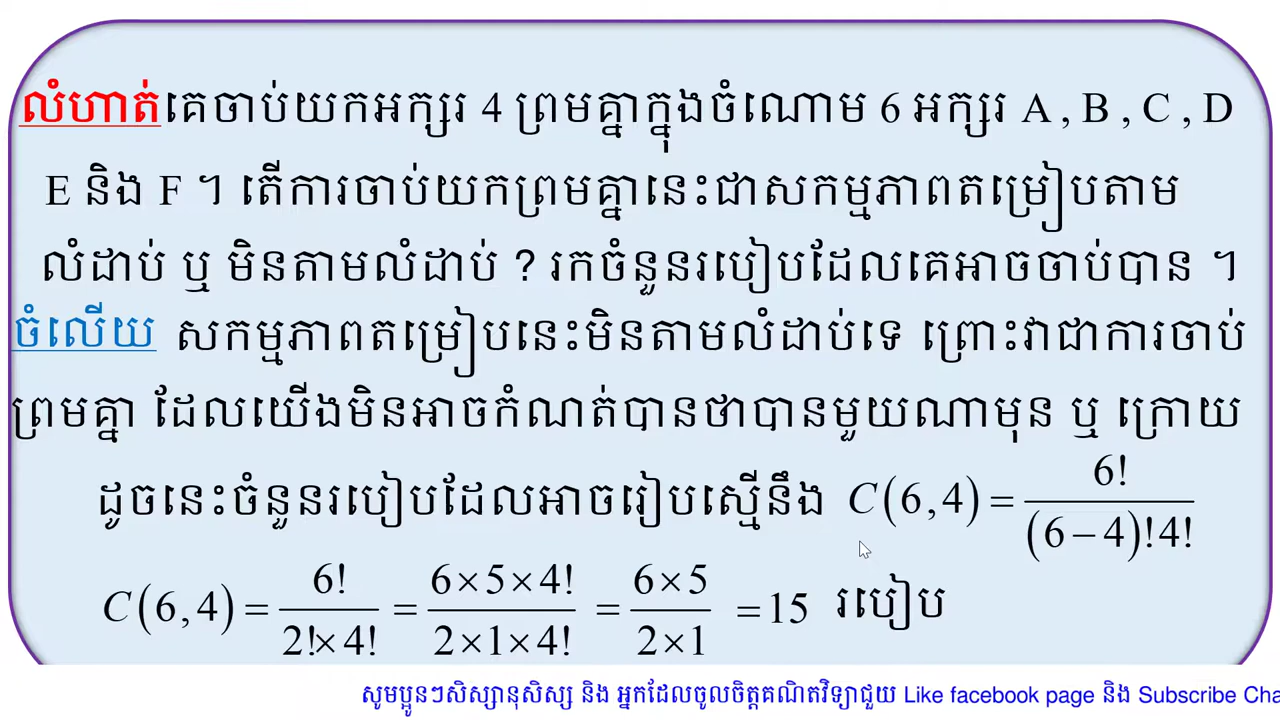 លំហាត់គេចាប់យកអក្សរ 4 ព្រមគ្នាក្នុងចំណោម 6 អក្សរ A , B , C , D
E និង F ។ តើការចាប់យកព្រមគ្នានេះជាសកម្មភាពតម្រៀបតាម
លំដាប់ ឬ មិនតាមលំដាប់ ? រកចំនួនរបៀបដែលគេអាចចាប់បាន ។
ចំលើយ សកម្មភាពតម្រៀបនេះមិនតាមលំដាប់ទេ ព្រោះវាជាការចាប់
ព្រមគ្នា ដែលយើងមិនអាចកំណត់បានថាបានមួយណាមុន ឬ ក្រោយ
ដូចនេះចំនួនរបៀបដែលអាចរៀបស្មើនឹង C(6,4) = 6!/((6−4)!4!)
C(6,4) = 6!/(2!×4!) = (6×5×4!)/(2×1×4!) = (6×5)/(2×1) = 15 របៀប
សូមប្អូនៗសិស្សានុសិស្ស និង អ្នកដែលចូលចិត្តគណិតវិទ្យាជួយ Like facebook page និង Subscribe Cha